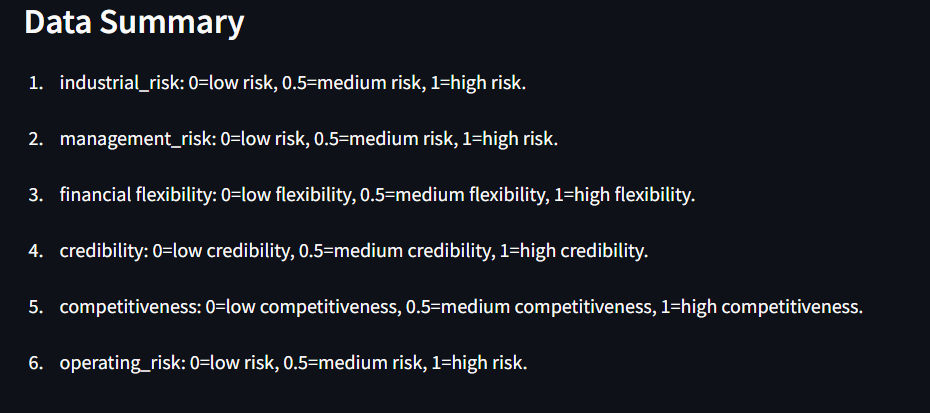 Data Summary
1. industrial_risk: 0=low risk, 0.5=medium risk, 1=high risk.
2. management_risk: 0=low risk, 0.5=medium risk, 1=high risk.
3. financial flexibility: 0=low flexibility, 0.5=medium flexibility, 1=high flexibility.
4. credibility: 0=low credibility, 0.5=medium credibility, 1=high credibility.
5. competitiveness: 0=low competitiveness, 0.5=medium competitiveness, 1=high competitiveness.
6. operating_risk: 0=low risk, 0.5=medium risk, 1=high risk.